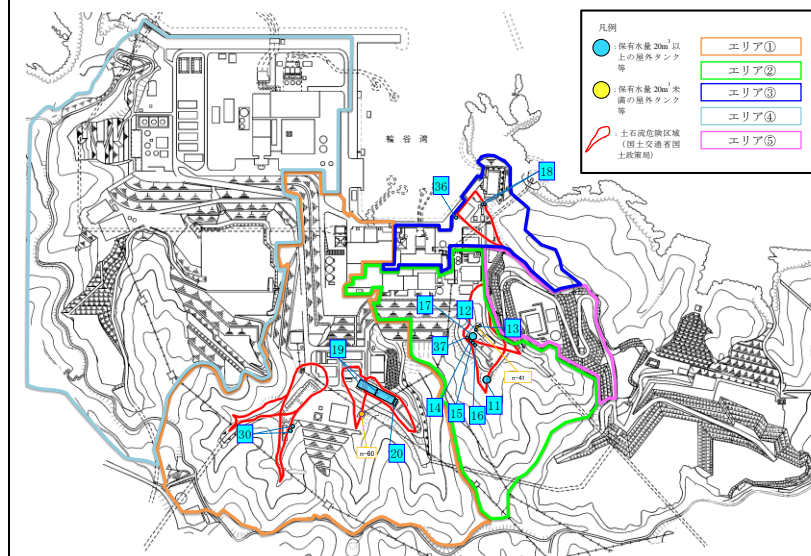 凡例
:保有水量 20m³以
上の屋外タンク
等
:保有水量 20m³未
満の屋外タンク
等
:土石流危険区域
(国土交通省国
土政策局)
エリア①
エリア②
エリア③
エリア④
エリア⑤
輪谷湾
36
18
17
12
13
37
19
n-41
14
15
16
11
30
n-60
20